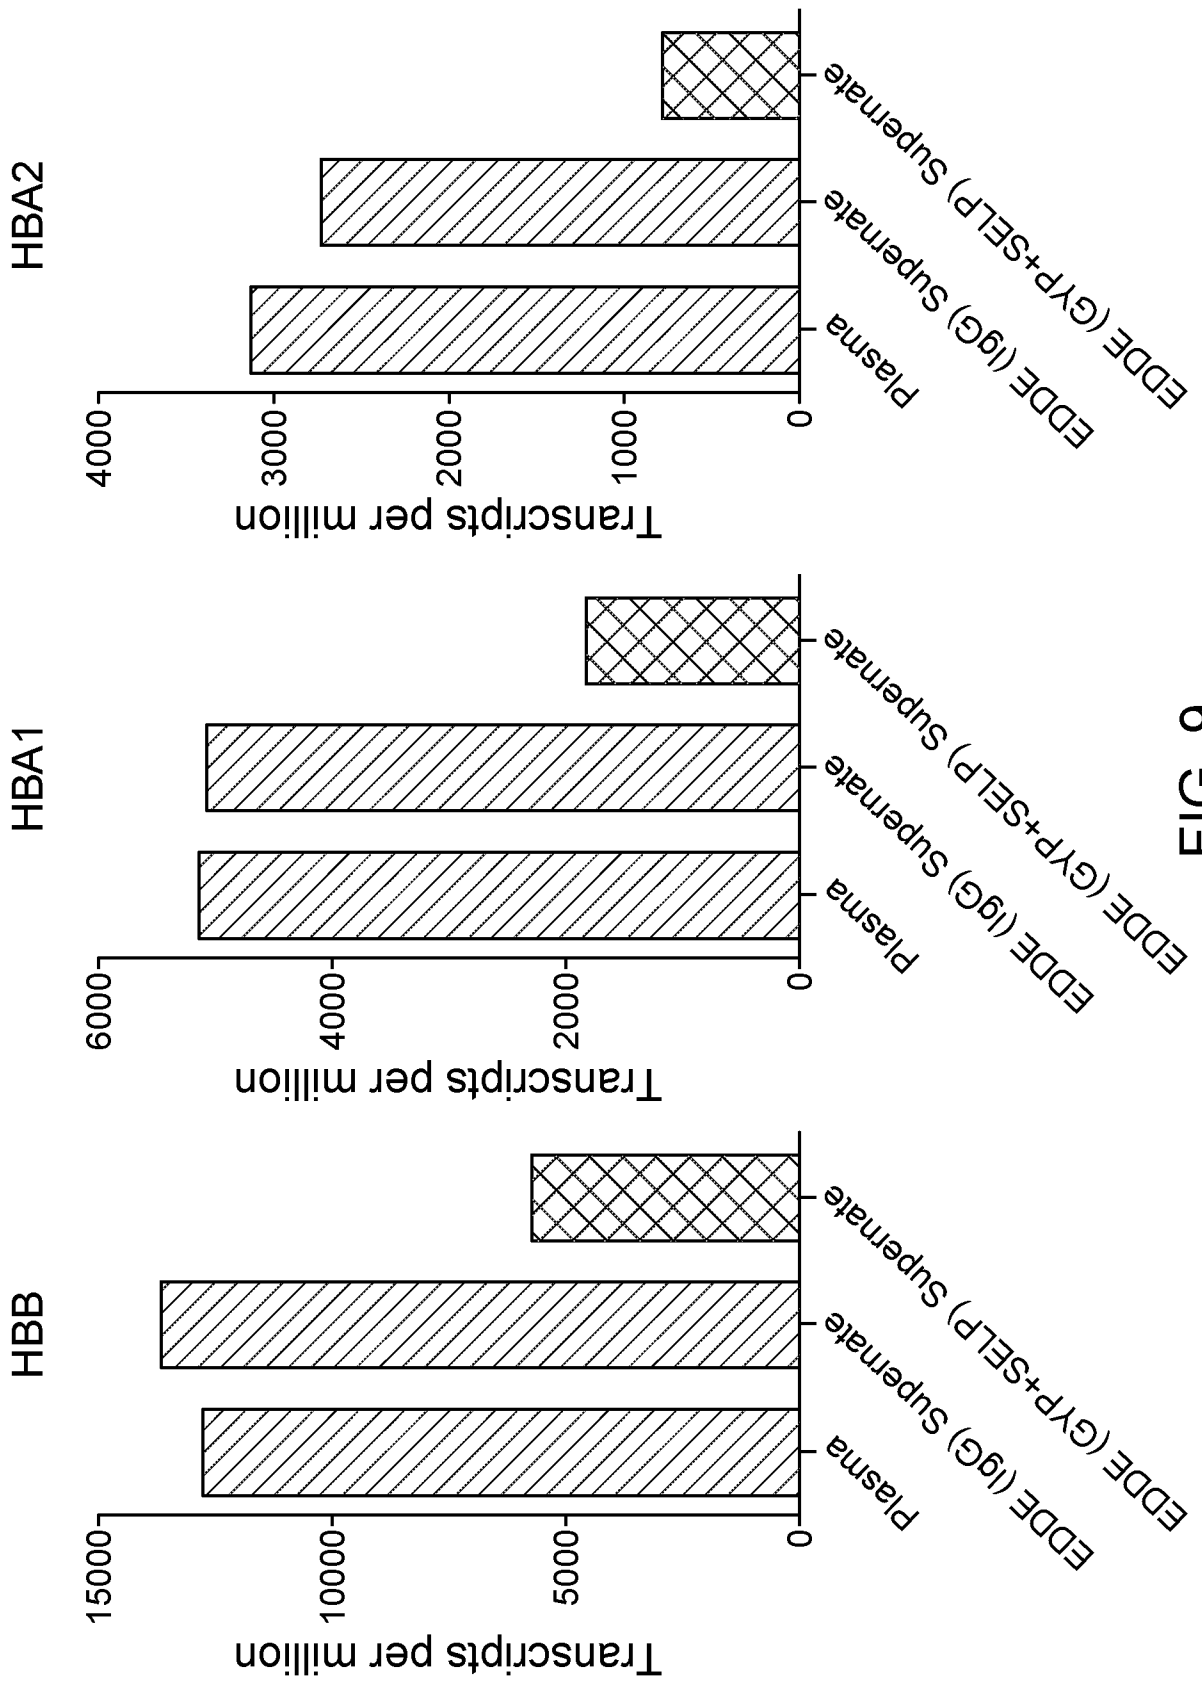 HBB
Transcripts per million
15000
10000
5000
0
Plasma
EDDE (IgG) Supernate
EDDE (GYP+SELP) Supernate
HBA1
Transcripts per million
6000
4000
2000
0
Plasma
EDDE (IgG) Supernate
EDDE (GYP+SELP) Supernate
HBA2
Transcripts per million
4000
3000
2000
1000
0
Plasma
EDDE (IgG) Supernate
EDDE (GYP+SELP) Supernate
FIG.